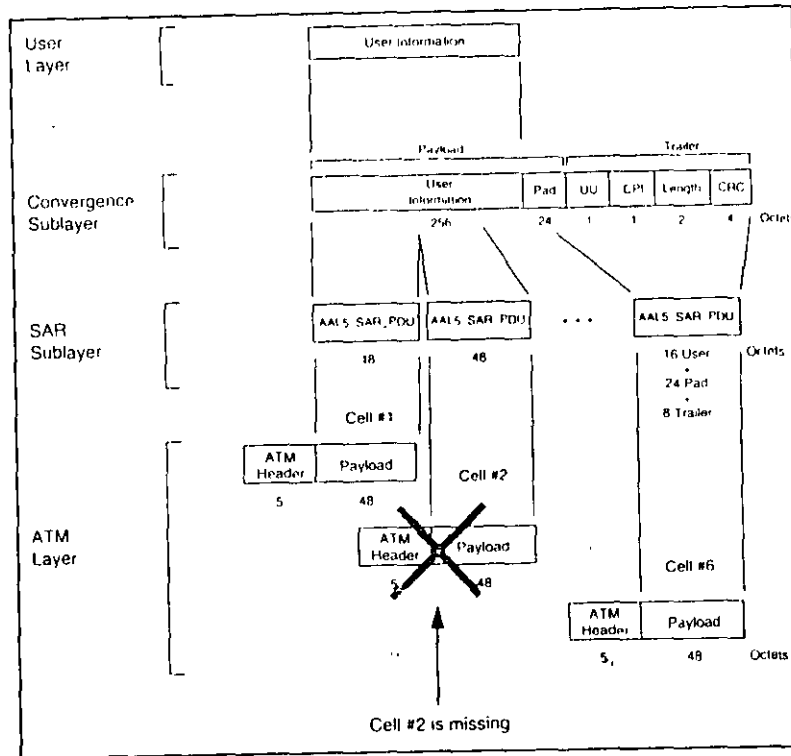 User Layer
User Information
Payload
Trailer
Convergence Sublayer
User Information
Pad
UU
CPI
Length
CRC
256
24
1
1
2
4
Octets
SAR Sublayer
AAL5 SAR_PDU
AAL5 SAR PDU
. . .
AAL5 SAR PDU
48
48
16 User
+
24 Pad
+
8 Trailer
Octets
Cell #1
ATM Layer
ATM Header
Payload
5
48
Cell #2
ATM Header
Payload
5
48
Cell #6
ATM Header
Payload
5
48
Octets
Cell #2 is missing